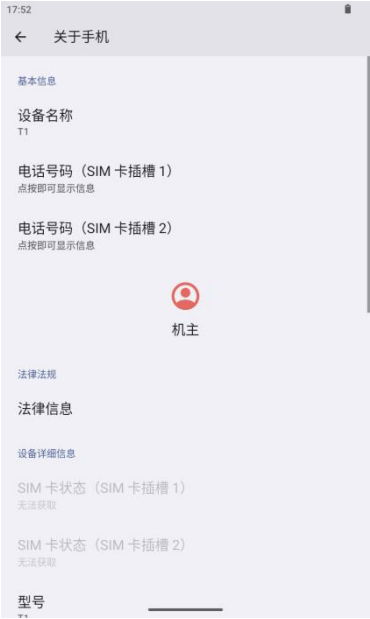 17:52
关于手机
基本信息
设备名称
T1
电话号码（SIM 卡插槽 1）
点按即可显示信息
电话号码（SIM 卡插槽 2）
点按即可显示信息
机主
法律法规
法律信息
设备详细信息
SIM 卡状态（SIM 卡插槽 1）
无法获取
SIM 卡状态（SIM 卡插槽 2）
无法获取
型号
T1